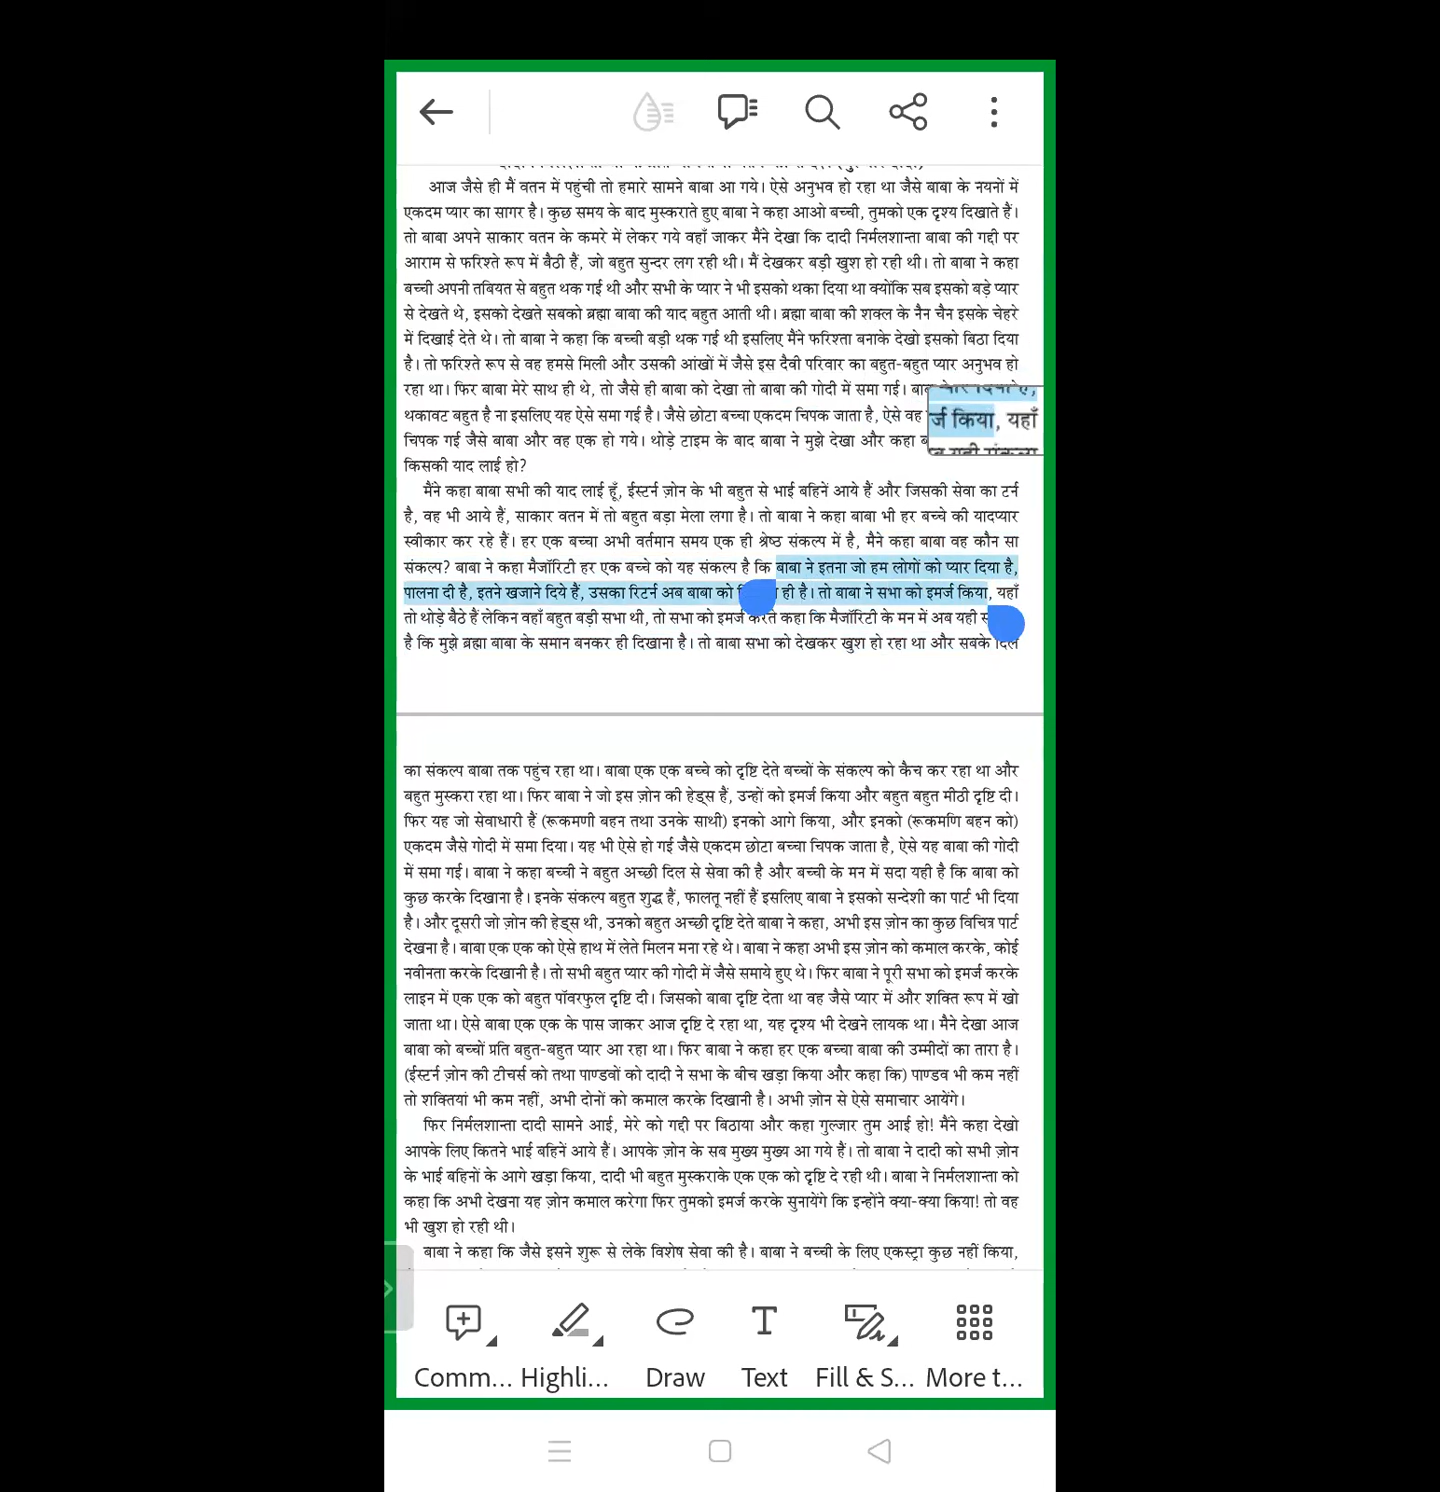 आज जैसे ही मैं वतन में पहुंची तो हमारे सामने बाबा आ गये। ऐसे अनुभव हो रहा था जैसे बाबा के नयनों में
एकदम प्यार का सागर है। कुछ समय के बाद मुस्कराते हुए बाबा ने कहा आओ बच्ची, तुमको एक दृश्य दिखाते हैं।
तो बाबा अपने साकार वतन के कमरे में लेकर गये वहाँ जाकर मैंने देखा कि दादी निर्मलशान्ता बाबा की गद्दी पर
आराम से फरिश्ते रूप में बैठी हैं, जो बहुत सुन्दर लग रही थी। मैं देखकर बड़ी खुश हो रही थी। तो बाबा ने कहा
बच्ची अपनी तबियत से बहुत थक गई थी और सभी के प्यार ने भी इसको थका दिया था क्योंकि सब इसको बड़े प्यार
से देखते थे, इसको देखते सबको ब्रह्मा बाबा की याद बहुत आती थी। ब्रह्मा बाबा की शक्ल के नैन चैन इसके चेहरे
में दिखाई देते थे। तो बाबा ने कहा कि बच्ची बड़ी थक गई थी इसलिए मैंने फरिश्ता बनाके देखो इसको बिठा दिया
है। तो फरिश्ते रूप से वह हमसे मिली और उसकी आंखों में जैसे इस दैवी परिवार का बहुत-बहुत प्यार अनुभव हो
रहा था। फिर बाबा मेरे साथ ही थे, तो जैसे ही बाबा को देखा तो बाबा की गोदी में समा गई।
थकावट बहुत है ना इसलिए यह ऐसे समा गई है। जैसे छोटा बच्चा एकदम चिपक जाता है, ऐसे वह
र्ज किया, यहाँ
चिपक गई जैसे बाबा और वह एक हो गये। थोड़े टाइम के बाद बाबा ने मुझे देखा और कहा
किसकी याद लाई हो?
मैंने कहा बाबा सभी की याद लाई हूँ, ईस्टर्न ज़ोन के भी बहुत से भाई बहिनें आये हैं और जिसकी सेवा का टर्न
है, वह भी आये हैं, साकार वतन में तो बहुत बड़ा मेला लगा है। तो बाबा ने कहा बाबा भी हर बच्चे की यादप्यार
स्वीकार कर रहे हैं। हर एक बच्चा अभी वर्तमान समय एक ही श्रेष्ठ संकल्प में है, मैने कहा बाबा वह कौन सा
संकल्प? बाबा ने कहा मैजॉरिटी हर एक बच्चे को यह संकल्प है कि बाबा ने इतना जो हम लोगों को प्यार दिया है,
पालना दी है, इतने खजाने दिये हैं, उसका रिटर्न अब बाबा को ही है। तो बाबा ने सभा को इमर्ज किया, यहाँ
तो थोड़े बैठे हैं लेकिन वहाँ बहुत बड़ी सभा थी, तो सभा को इमर्ज करते कहा कि मैजॉरिटी के मन में अब यही
है कि मुझे ब्रह्मा बाबा के समान बनकर ही दिखाना है। तो बाबा सभा को देखकर खुश हो रहा था और सबके दिल
का संकल्प बाबा तक पहुंच रहा था। बाबा एक एक बच्चे को दृष्टि देते बच्चों के संकल्प को कैच कर रहा था और
बहुत मुस्करा रहा था। फिर बाबा ने जो इस ज़ोन की हेड्स हैं, उन्हों को इमर्ज किया और बहुत बहुत मीठी दृष्टि दी।
फिर यह जो सेवाधारी हैं (रूकमणी बहन तथा उनके साथी) इनको आगे किया, और इनको (रूकमणि बहन को)
एकदम जैसे गोदी में समा दिया। यह भी ऐसे हो गई जैसे एकदम छोटा बच्चा चिपक जाता है, ऐसे यह बाबा की गोदी
में समा गई। बाबा ने कहा बच्ची ने बहुत अच्छी दिल से सेवा की है और बच्ची के मन में सदा यही है कि बाबा को
कुछ करके दिखाना है। इनके संकल्प बहुत शुद्ध हैं, फालतू नहीं हैं इसलिए बाबा ने इसको सन्देशी का पार्ट भी दिया
है। और दूसरी जो ज़ोन की हेड्स थी, उनको बहुत अच्छी दृष्टि देते बाबा ने कहा, अभी इस ज़ोन का कुछ विचित्र पार्ट
देखना है। बाबा एक एक को ऐसे हाथ में लेते मिलन मना रहे थे। बाबा ने कहा अभी इस ज़ोन को कमाल करके, कोई
नवीनता करके दिखानी है। तो सभी बहुत प्यार की गोदी में जैसे समाये हुए थे। फिर बाबा ने पूरी सभा को इमर्ज करके
लाइन में एक एक को बहुत पॉवरफुल दृष्टि दी। जिसको बाबा दृष्टि देता था वह जैसे प्यार में और शक्ति रूप में खो
जाता था। ऐसे बाबा एक एक के पास जाकर आज दृष्टि दे रहा था, यह दृश्य भी देखने लायक था। मैने देखा आज
बाबा को बच्चों प्रति बहुत-बहुत प्यार आ रहा था। फिर बाबा ने कहा हर एक बच्चा बाबा की उम्मीदों का तारा है।
(ईस्टर्न ज़ोन की टीचर्स को तथा पाण्डवों को दादी ने सभा के बीच खड़ा किया और कहा कि) पाण्डव भी कम नहीं
तो शक्तियां भी कम नहीं, अभी दोनों को कमाल करके दिखानी है। अभी ज़ोन से ऐसे समाचार आयेंगे।
फिर निर्मलशान्ता दादी सामने आई, मेरे को गद्दी पर बिठाया और कहा गुल्जार तुम आई हो! मैंने कहा देखो
आपके लिए कितने भाई बहिनें आये हैं। आपके ज़ोन के सब मुख्य मुख्य आ गये हैं। तो बाबा ने दादी को सभी ज़ोन
के भाई बहिनों के आगे खड़ा किया, दादी भी बहुत मुस्कराके एक एक को दृष्टि दे रही थी। बाबा ने निर्मलशान्ता को
कहा कि अभी देखना यह ज़ोन कमाल करेगा फिर तुमको इमर्ज करके सुनायेंगे कि इन्होंने क्या-क्या किया! तो वह
भी खुश हो रही थी।
बाबा ने कहा कि जैसे इसने शुरू से लेके विशेष सेवा की है। बाबा ने बच्ची के लिए एकस्ट्रा कुछ नहीं किया,
Comm... Highli... Draw Text Fill & S... More t...